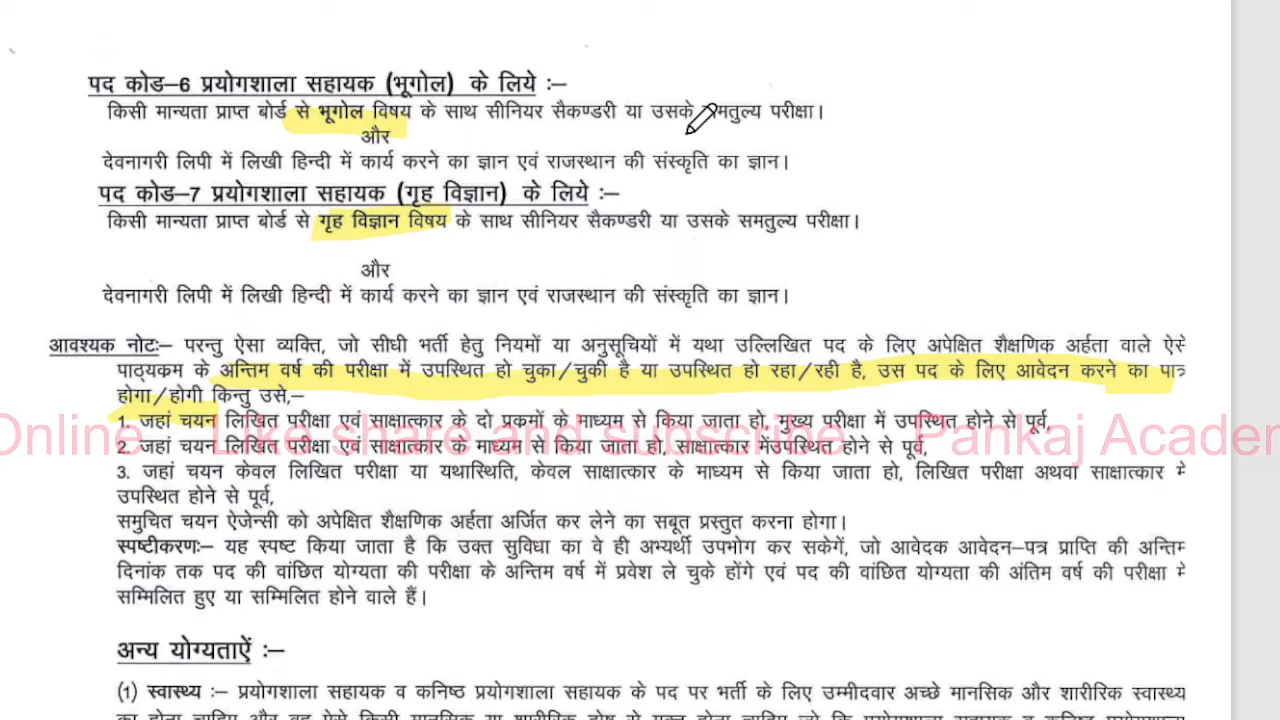 पद कोड–6 प्रयोगशाला सहायक (भूगोल) के लिये :–
किसी मान्यता प्राप्त बोर्ड से भूगोल विषय के साथ सीनियर सैकण्डरी या उसके समतुल्य परीक्षा।
और
देवनागरी लिपी में लिखी हिन्दी में कार्य करने का ज्ञान एवं राजस्थान की संस्कृति का ज्ञान।
पद कोड–7 प्रयोगशाला सहायक (गृह विज्ञान) के लिये :–
किसी मान्यता प्राप्त बोर्ड से गृह विज्ञान विषय के साथ सीनियर सैकण्डरी या उसके समतुल्य परीक्षा।
और
देवनागरी लिपी में लिखी हिन्दी में कार्य करने का ज्ञान एवं राजस्थान की संस्कृति का ज्ञान।
आवश्यक नोटः– परन्तु ऐसा व्यक्ति, जो सीधी भर्ती हेतु नियमों या अनुसूचियों में यथा उल्लिखित पद के लिए अपेक्षित शैक्षणिक अर्हता वाले ऐसे
पाठ्यक्रम के अन्तिम वर्ष की परीक्षा में उपस्थित हो चुका/चुकी है या उपस्थित हो रहा/रही है, उस पद के लिए आवेदन करने का पात्र
होगा/होगी किन्तु उसे,–
1. जहां चयन लिखित परीक्षा एवं साक्षात्कार के दो प्रकमों के माध्यम से किया जाता हो, मुख्य परीक्षा में उपस्थित होने से पूर्व,
Online Like share and subscribe Pankaj Academ
2. जहां चयन लिखित परीक्षा एवं साक्षात्कार के माध्यम से किया जाता हो, साक्षात्कार मेंउपस्थित होने से पूर्व,
3. जहां चयन केवल लिखित परीक्षा या यथास्थिति, केवल साक्षात्कार के माध्यम से किया जाता हो, लिखित परीक्षा अथवा साक्षात्कार में
उपस्थित होने से पूर्व,
समुचित चयन ऐजेन्सी को अपेक्षित शैक्षणिक अर्हता अर्जित कर लेने का सबूत प्रस्तुत करना होगा।
स्पष्टीकरणः– यह स्पष्ट किया जाता है कि उक्त सुविधा का वे ही अभ्यर्थी उपभोग कर सकेगें, जो आवेदक आवेदन–पत्र प्राप्ति की अन्तिम
दिनांक तक पद की वांछित योग्यता की परीक्षा के अन्तिम वर्ष में प्रवेश ले चुके होंगे एवं पद की वांछित योग्यता की अंतिम वर्ष की परीक्षा में
सम्मिलित हुए या सम्मिलित होने वाले हैं।
अन्य योग्यताऐं :–
(1) स्वास्थ्य :– प्रयोगशाला सहायक व कनिष्ठ प्रयोगशाला सहायक के पद पर भर्ती के लिए उम्मीदवार अच्छे मानसिक और शारीरिक स्वास्थ्य